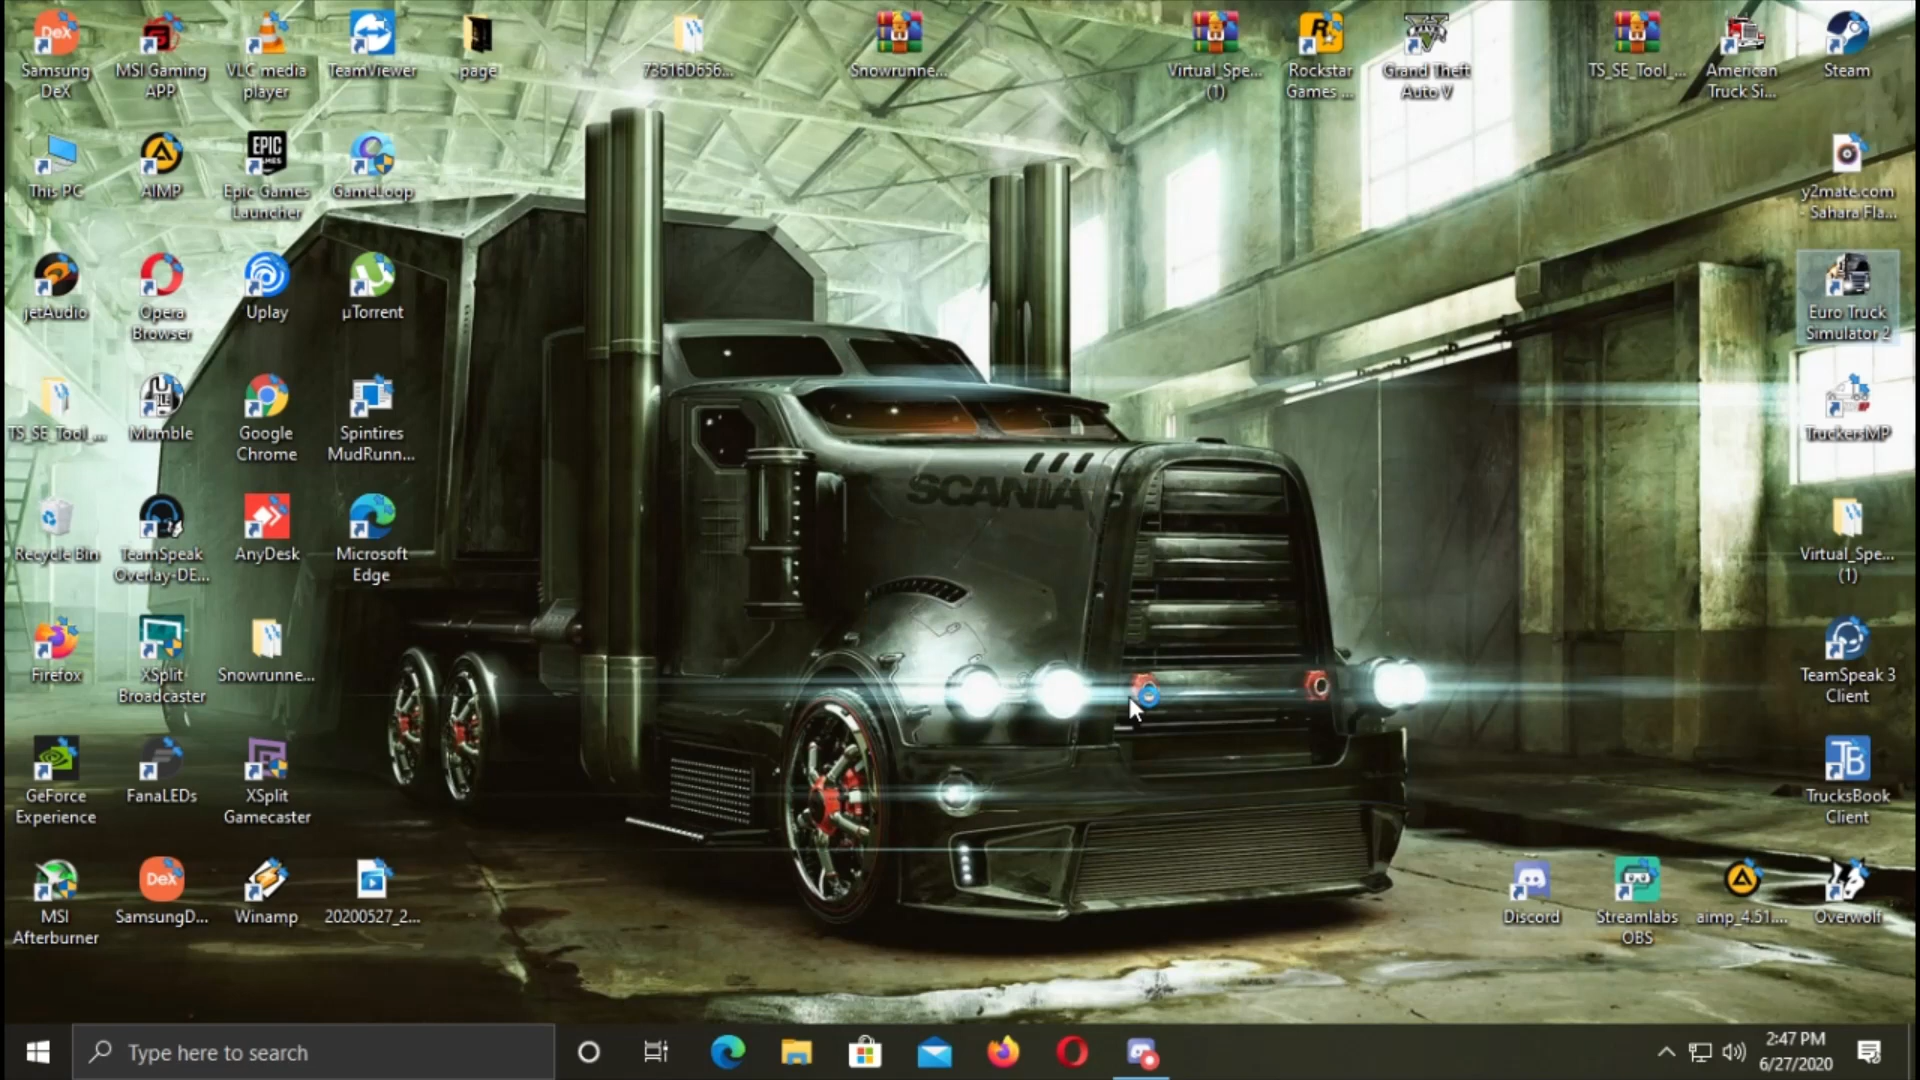 Samsung
DeX
MSI Gaming
APP
VLC media
player
TeamViewer
page
73616D656...
Snowrunne...
Virtual_Spe...
(1)
Rockstar
Games ...
Grand Theft
Auto V
TS_SE_Tool_...
American
Truck Si...
Steam
This PC
AIMP
EPIC
GAMES
Epic Games
Launcher
GameLoop
y2mate.com
- Sahara Fla...
jetAudio
Opera
Browser
Uplay
µTorrent
Euro Truck
Simulator 2
TS_SE_Tool_...
Mumble
Google
Chrome
Spintires
MudRunn...
TruckersMP
SCANIA
Recycle Bin
TeamSpeak
Overlay-DE...
AnyDesk
Microsoft
Edge
Virtual_Spe...
(1)
Firefox
XSplit
Broadcaster
Snowrunne...
TeamSpeak 3
Client
GeForce
Experience
FanaLEDs
XSplit
Gamecaster
TB
TrucksBook
Client
MSI
Afterburner
DeX
SamsungD...
Winamp
20200527_2...
Discord
Streamlabs
OBS
aimp_4.51....
Overwolf
Type here to search
2:47 PM
6/27/2020